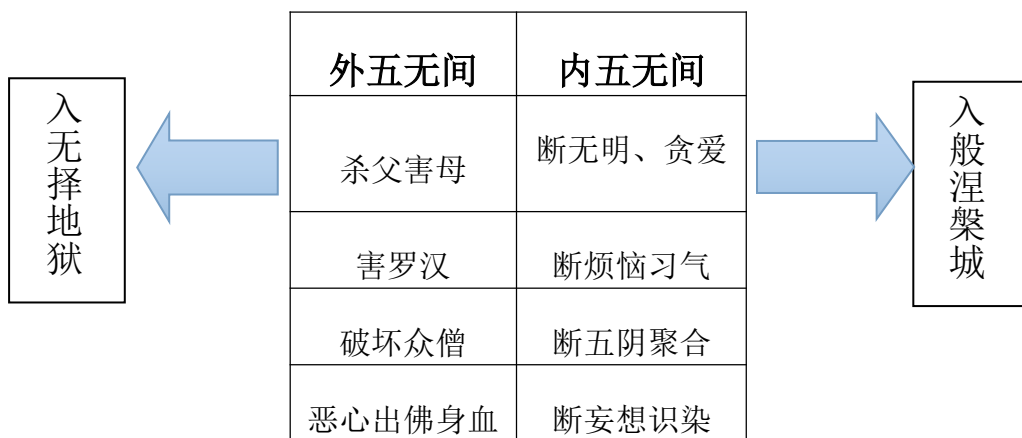 外五无间 内五无间
入无择地狱
杀父害母 断无明、贪爱
入般涅槃城
害罗汉 断烦恼习气
破坏众僧 断五阴聚合
恶心出佛身血 断妄想识染